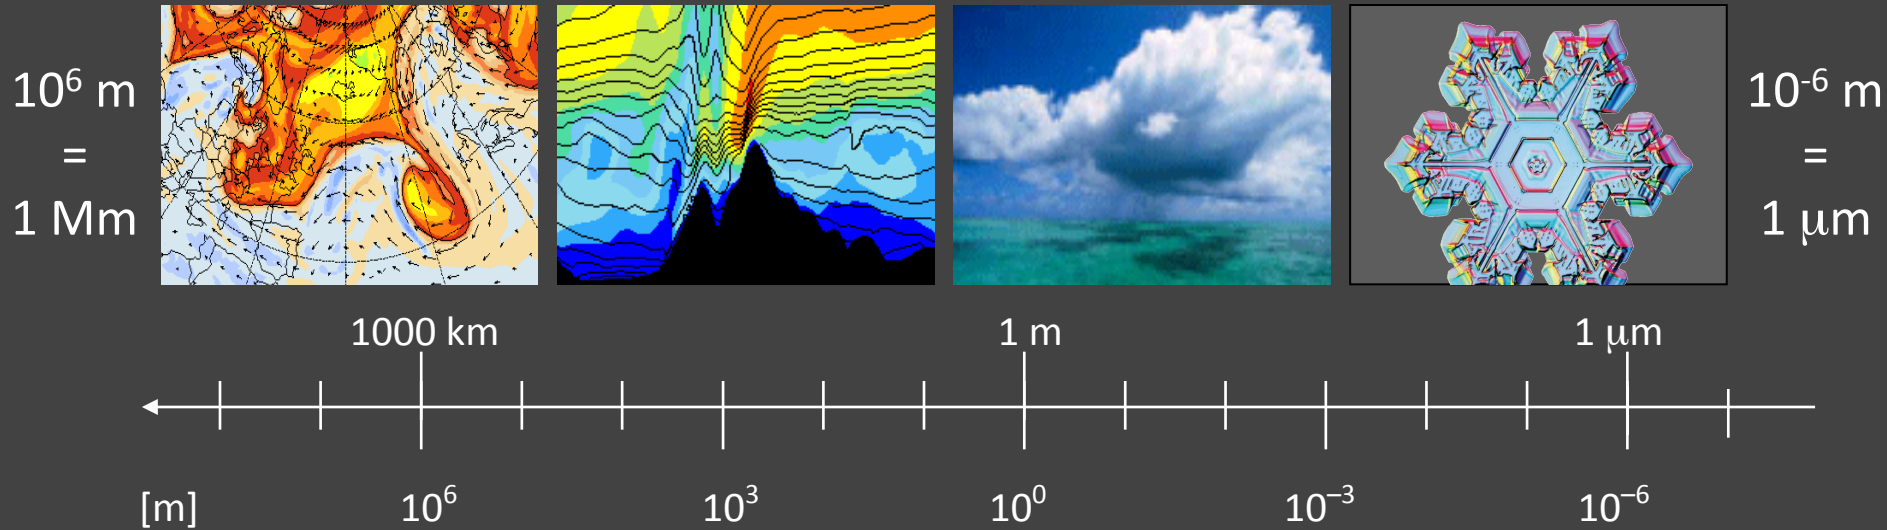 10⁶ m
=
1 Mm
10⁻⁶ m
=
1 μm
1000 km 1 m 1 μm
[m] 10⁶ 10³ 10⁰ 10⁻³ 10⁻⁶